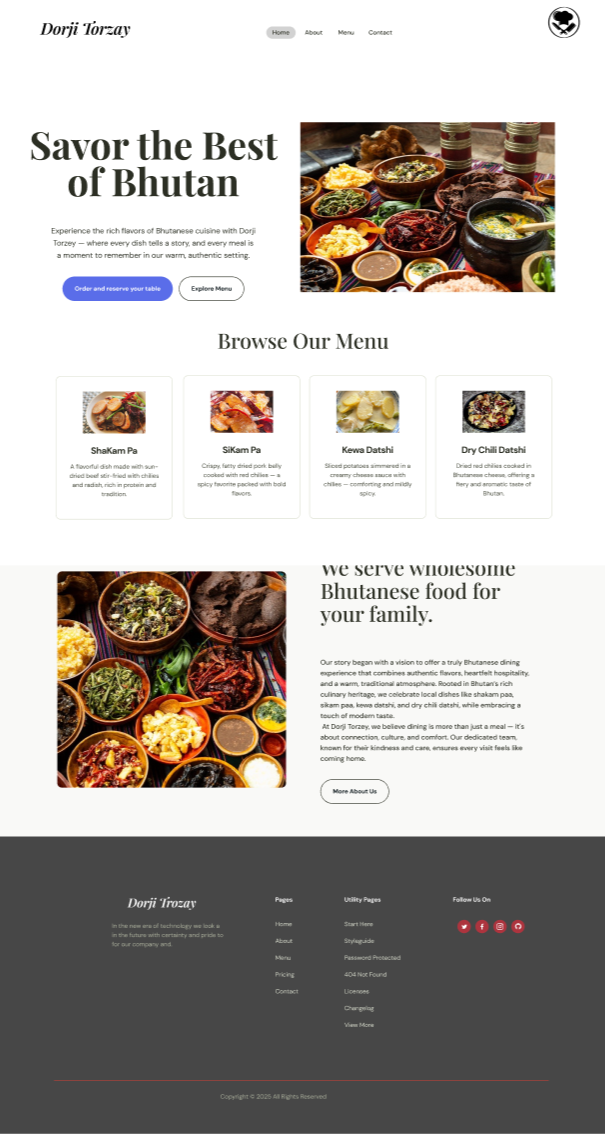 Dorji Torzay
Home About Menu Contact
Savor the Best
of Bhutan
Experience the rich flavors of Bhutanese cuisine with Dorji
Torzey — where every dish tells a story, and every meal is
a moment to remember in our warm, authentic setting.
Order and reserve your table
Explore Menu
Browse Our Menu
ShaKam Pa
A flavorful dish made with sun-
dried beef stir-fried with chilies
and radish, rich in protein and
tradition.
SiKam Pa
Crispy, fatty dried pork belly
cooked with red chilies — a
spicy favorite packed with bold
flavors.
Kewa Datshi
Sliced potatoes simmered in a
creamy cheese sauce with
chilies — comforting and mildly
spicy.
Dry Chili Datshi
Dried red chilies cooked in
Bhutanese cheese, offering a
fiery and aromatic taste of
Bhutan.
We serve wholesome
Bhutanese food for
your family.
Our story began with a vision to offer a truly Bhutanese dining
experience that combines authentic flavors, heartfelt hospitality,
and a warm, traditional atmosphere. Rooted in Bhutan's rich
culinary heritage, we celebrate local dishes like shakam paa,
sikam paa, kewa datshi, and dry chili datshi, while embracing a
touch of modern taste.
At Dorji Torzey, we believe dining is more than just a meal — it's
about connection, culture, and comfort. Our dedicated team,
known for their kindness and care, ensures every visit feels like
coming home.
More About Us
Dorji Trozay
In the new era of technology we look a
in the future with certainty and pride to
for our company and.
Pages
Home
About
Menu
Pricing
Contact
Utility Pages
Start Here
Styleguide
Password Protected
404 Not Found
Licenses
Changelog
View More
Follow Us On
Copyright © 2025 All Rights Reserved